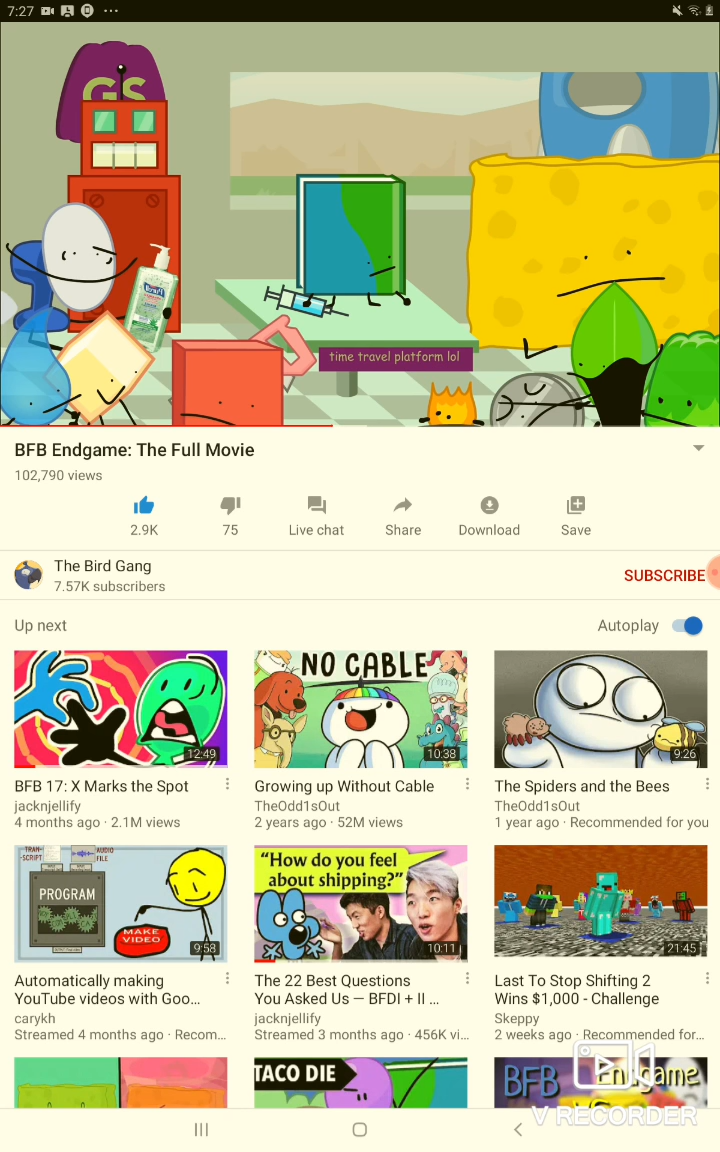 7:27
GS
time travel platform lol
BFB Endgame: The Full Movie
102,790 views
2.9K
75
Live chat
Share
Download
Save
The Bird Gang
7.57K subscribers
SUBSCRIBE
Up next
Autoplay
12:49
NO CABLE
10:38
9:26
BFB 17: X Marks the Spot
jacknjellify
4 months ago · 2.1M views
Growing up Without Cable
TheOdd1sOut
2 years ago · 52M views
The Spiders and the Bees
TheOdd1sOut
1 year ago · Recommended for you
TRAN-
-SCRIPT
AUDIO
FILE
PROGRAM
MAKE
VIDEO
9:58
"How do you feel
about shipping?"
10:11
21:45
Automatically making
YouTube videos with Goo...
carykh
Streamed 4 months ago · Recom...
The 22 Best Questions
You Asked Us — BFDI + II ...
jacknjellify
Streamed 3 months ago · 456K vi...
Last To Stop Shifting 2
Wins $1,000 - Challenge
Skeppy
2 weeks ago · Recommended for...
TACO DIE
BFB Endgame
V RECORDER